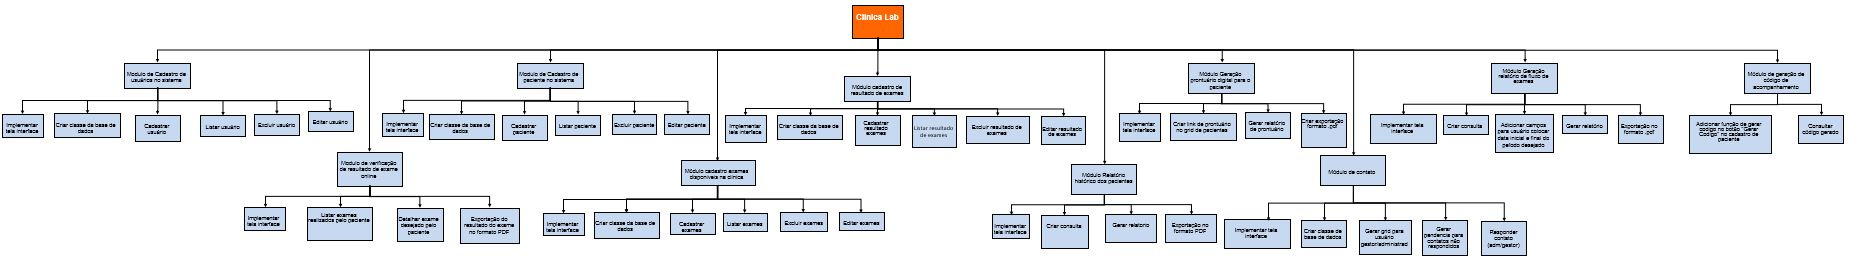 Clinica Lab
Modulo de Cadastro de
usuários no sistema
Modulo de Cadastro de
paciente no sistema
Módulo cadastro de
resultado de exames
Módulo Geração
prontuário digital para o
paciente
Módulo Geração
relatório de fluxo de
exames
Modulo de geração de
código de
acompanhamento
Implementar
tela interface
Criar classe da base de
dados
Cadastrar
usuário
Listar usuário
Excluir usuário
Editar usuário
Implementar
tela interface
Criar classe da base de
dados
Cadastrar
paciente
Listar paciente
Excluir paciente
Editar paciente
Implementar
tela interface
Criar classe da base de
dados
Cadastrar
resultado
exames
Listar resultado
de exames
Excluir resultado de
exames
Editar resultado
de exames
Implementar
tela interface
Criar link de prontuário
no grid de pacientes
Gerar relatório
de prontuário
Criar exportação
formato .pdf
Implementar tela
interface
Criar consulta
Adicionar campos
para usuário colocar
data inicial e final do
período desejado
Gerar relatório
Exportação no
formato .pdf
Adicionar função de gerar
código no botão "Gerar
Codigo" no cadastro de
paciente
Consultar
código gerado
Modulo de verificação
de resultado de exame
online
Módulo cadastro exames
disponíveis na clínica
Módulo Relatório
histórico dos pacientes
Módulo de contato
Implementar
tela interface
Listar exames
realizados pelo paciente
Detalhar exame
desejado pelo
paciente
Exportação do
resultado do exame
no formato PDF
Implementar
tela interface
Criar classe da base de
dados
Cadastrar
exames
Listar exames
Excluir exames
Editar exames
Implementar
tela interface
Criar consulta
Gerar relatorio
Exportação no
formato PDF
Implementar tela
interface
Criar classe de
base de dados
Gerar grid para
usuário
gestor/administrad
Gerar
pendencia para
contatos não
respondidos
Responder
contato
(adm/gestor)